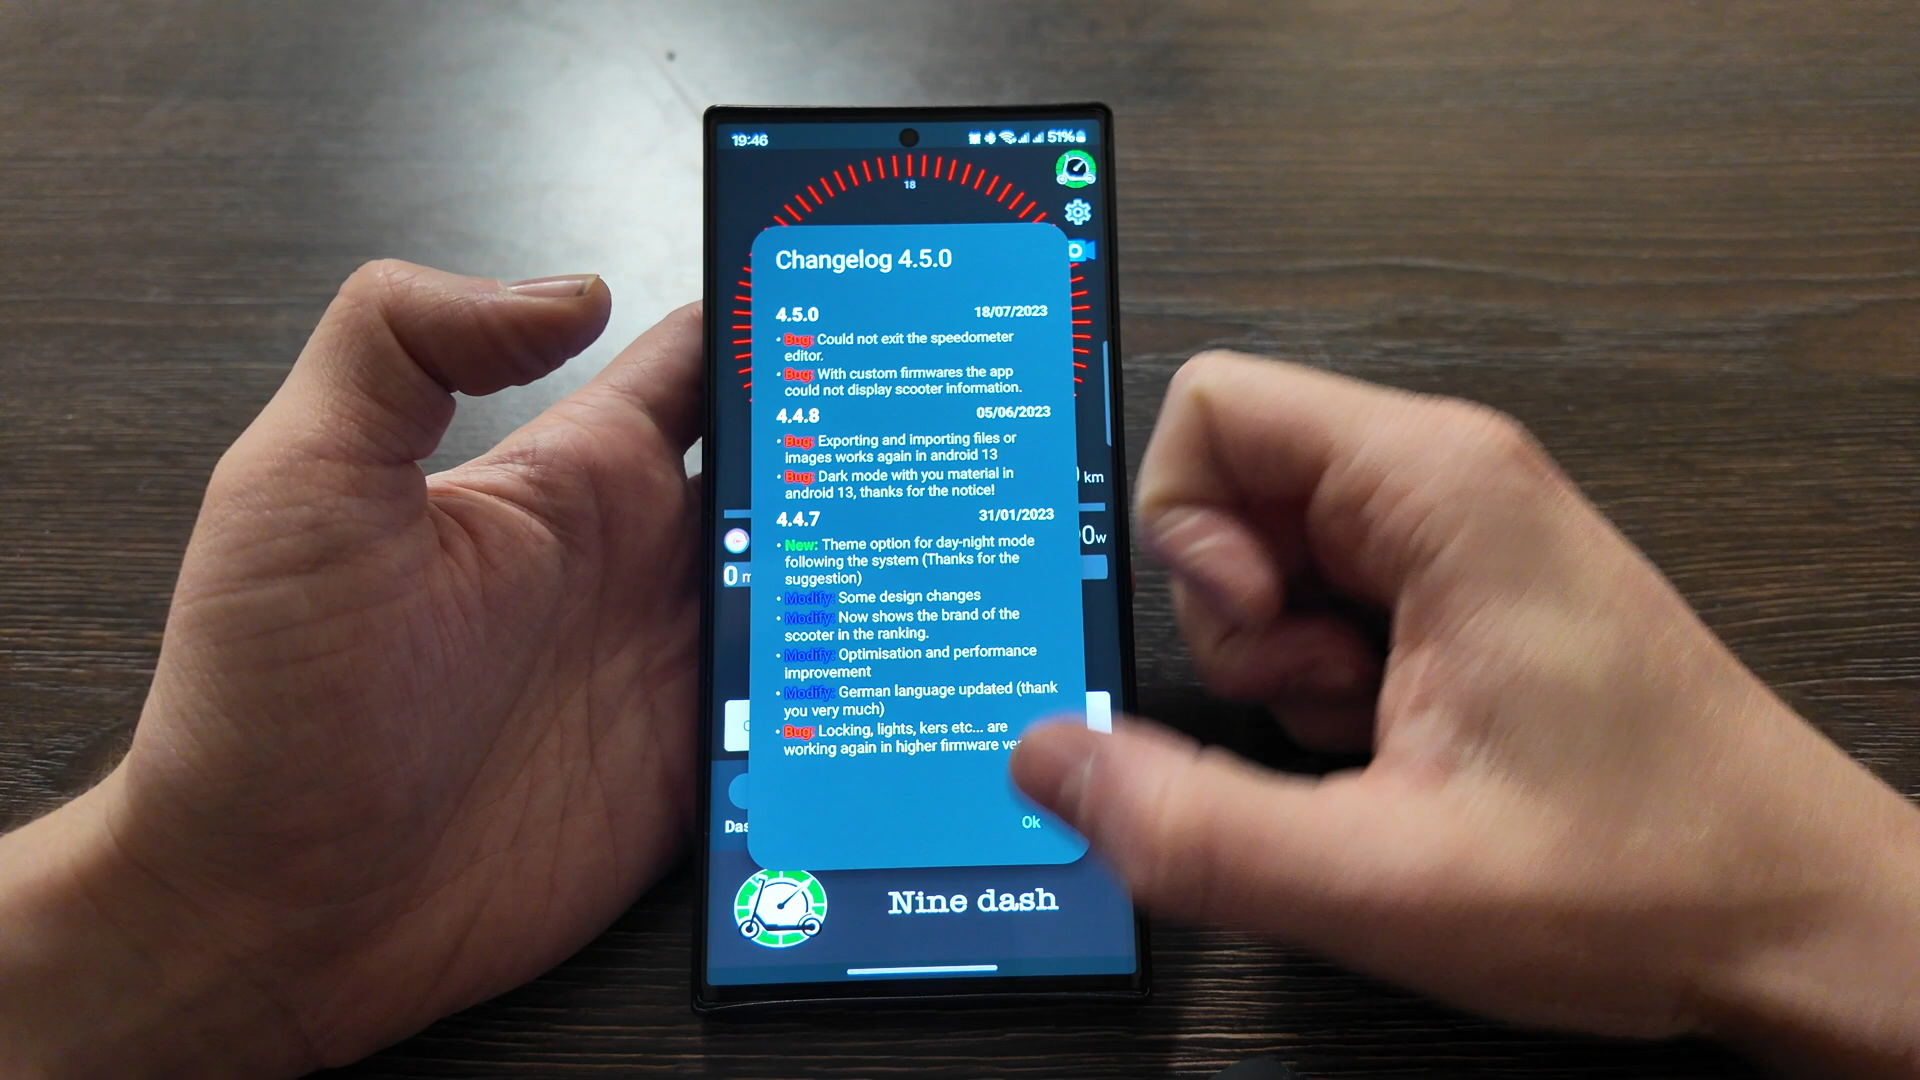 19:46
51%
18
Changelog 4.5.0
4.5.0 18/07/2023
• Bug: Could not exit the speedometer
editor.
• Bug: With custom firmwares the app
could not display scooter information.
4.4.8 05/06/2023
• Bug: Exporting and importing files or
images works again in android 13
• Bug: Dark mode with you material in
android 13, thanks for the notice!
km
4.4.7 31/01/2023
• New: Theme option for day-night mode
following the system (Thanks for the
suggestion)
0w
0 m
• Modify: Some design changes
• Modify: Now shows the brand of the
scooter in the ranking.
• Modify: Optimisation and performance
improvement
• Modify: German language updated (thank
you very much)
• Bug: Locking, lights, kers etc... are
working again in higher firmware
Ok
Das
Nine dash